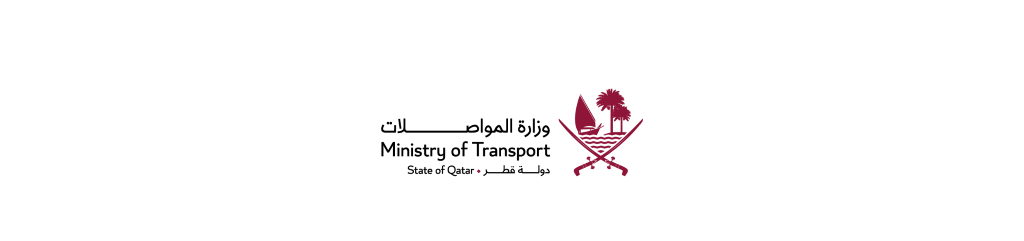 وزارة المواصلات
Ministry of Transport
State of Qatar • دولة قطر